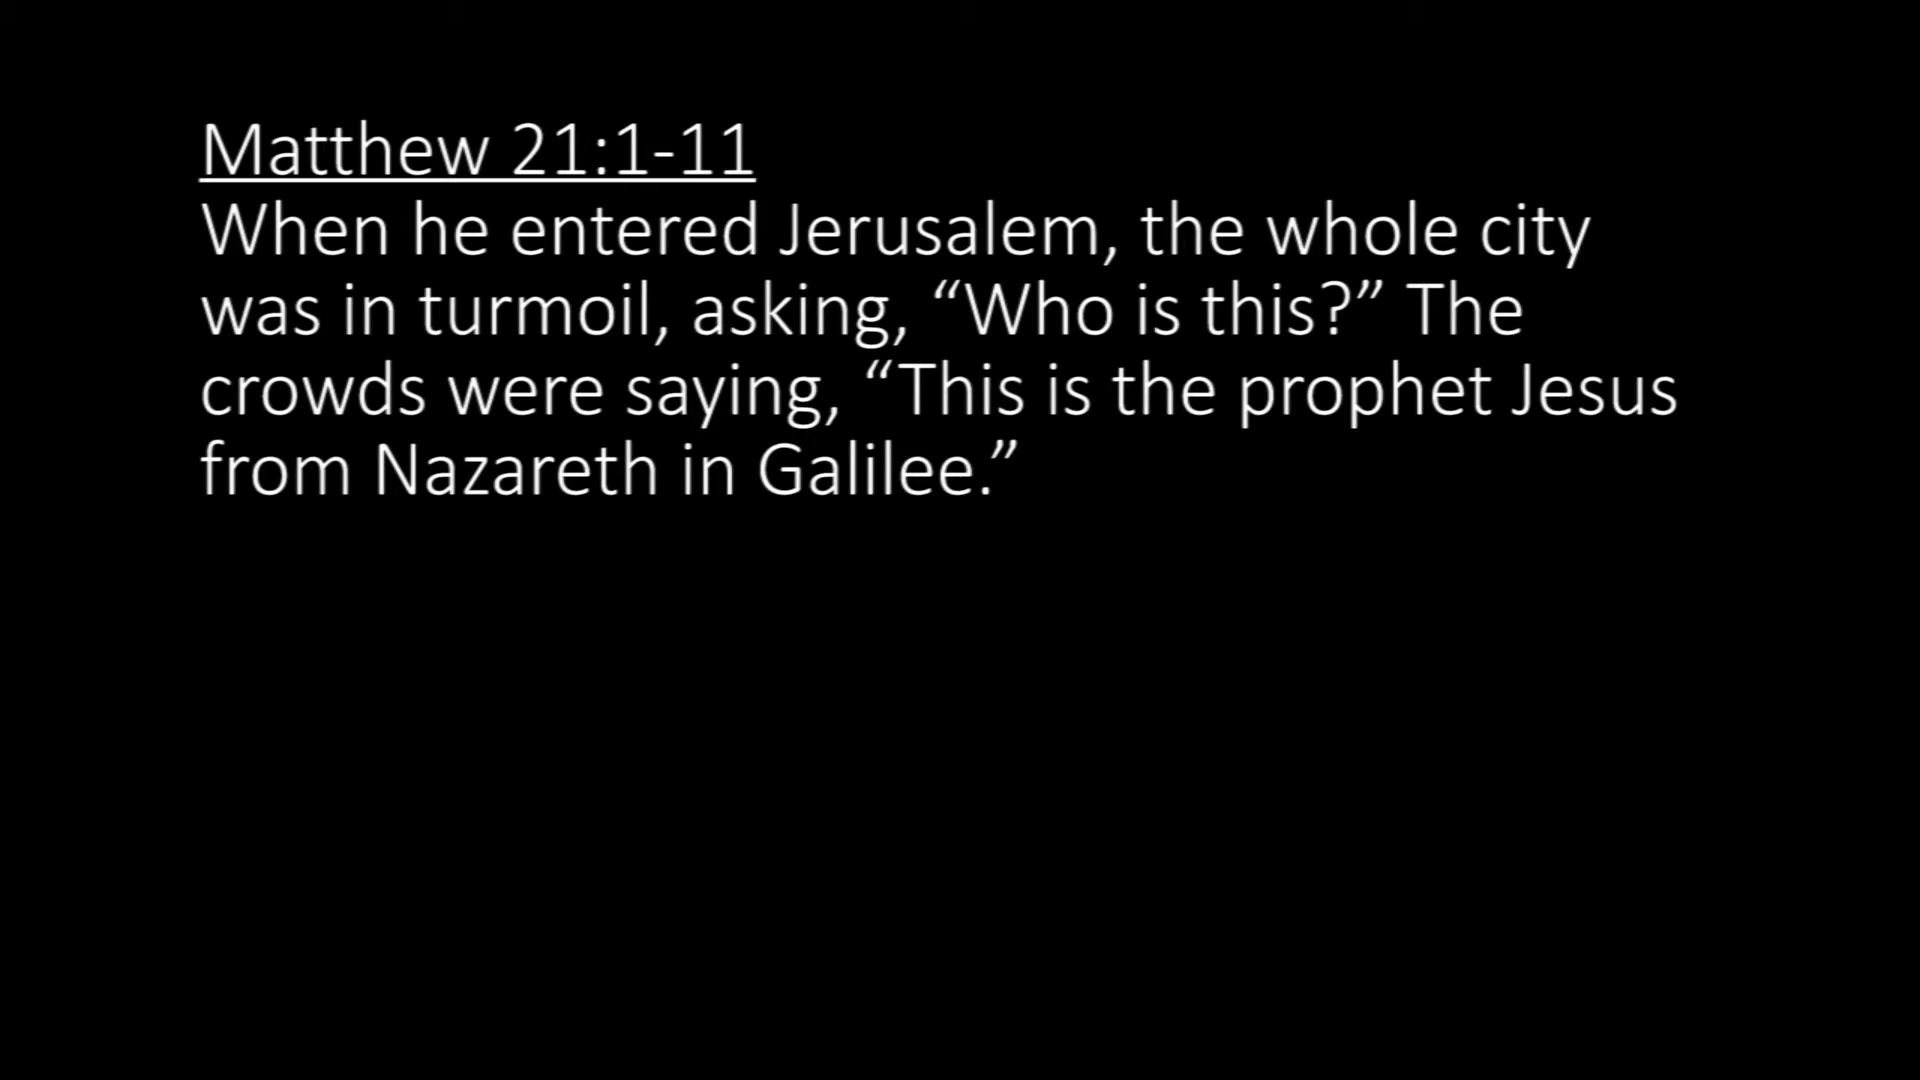 Matthew 21:1-11
When he entered Jerusalem, the whole city
was in turmoil, asking, “Who is this?” The
crowds were saying, “This is the prophet Jesus
from Nazareth in Galilee.”